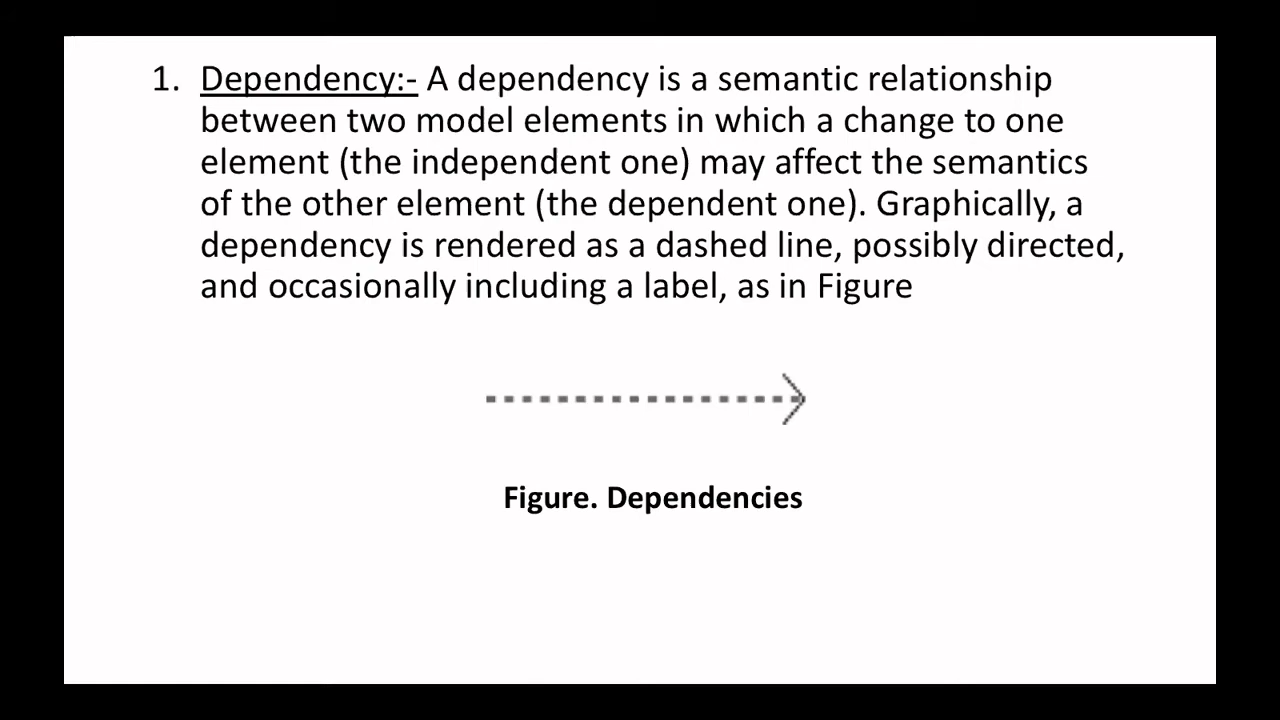 1. Dependency:- A dependency is a semantic relationship
between two model elements in which a change to one
element (the independent one) may affect the semantics
of the other element (the dependent one). Graphically, a
dependency is rendered as a dashed line, possibly directed,
and occasionally including a label, as in Figure
Figure. Dependencies